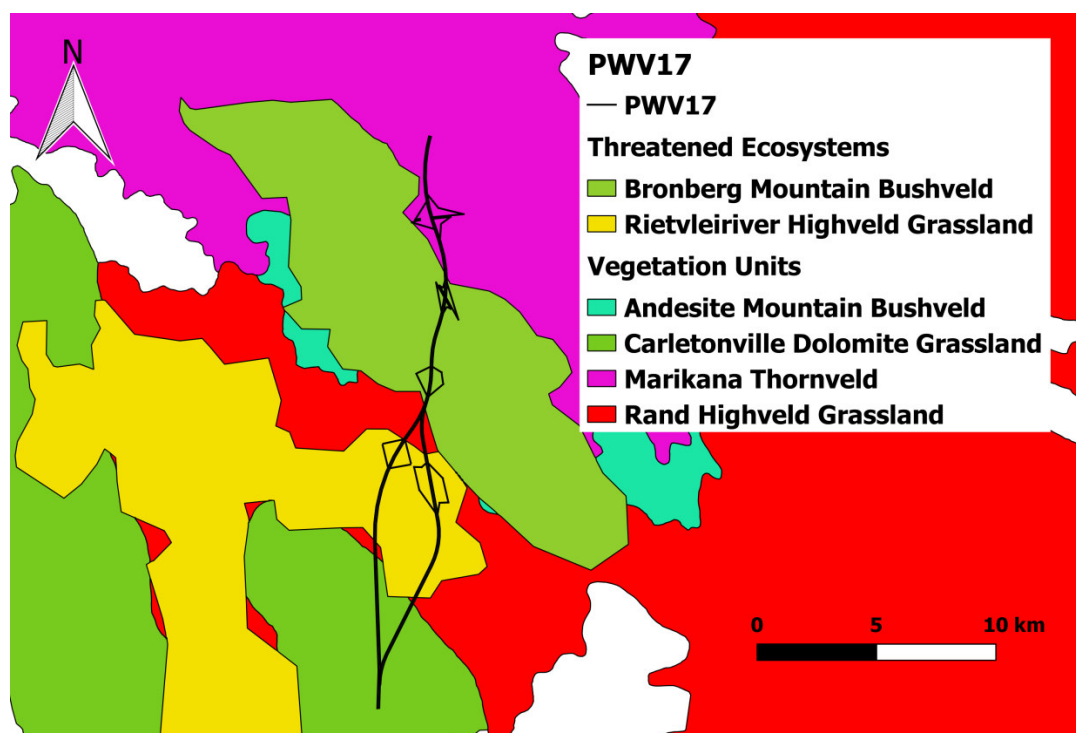 N
PWV17
PWV17
Threatened Ecosystems
Bronberg Mountain Bushveld
Rietvleiriver Highveld Grassland
Vegetation Units
Andesite Mountain Bushveld
Carletonville Dolomite Grassland
Marikana Thornveld
Rand Highveld Grassland
0 5 10 km